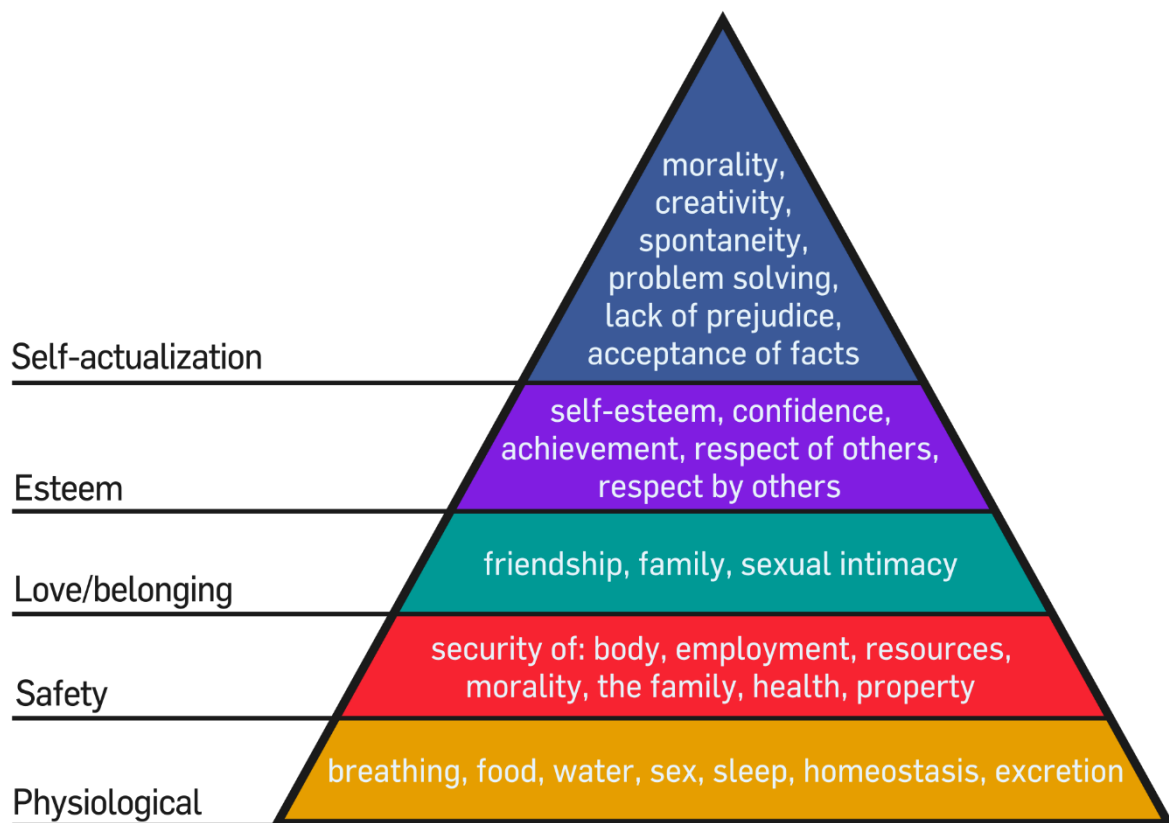 morality,
creativity,
spontaneity,
problem solving,
lack of prejudice,
acceptance of facts
Self-actualization
self-esteem, confidence,
achievement, respect of others,
respect by others
Esteem
friendship, family, sexual intimacy
Love/belonging
security of: body, employment, resources,
morality, the family, health, property
Safety
breathing, food, water, sex, sleep, homeostasis, excretion
Physiological